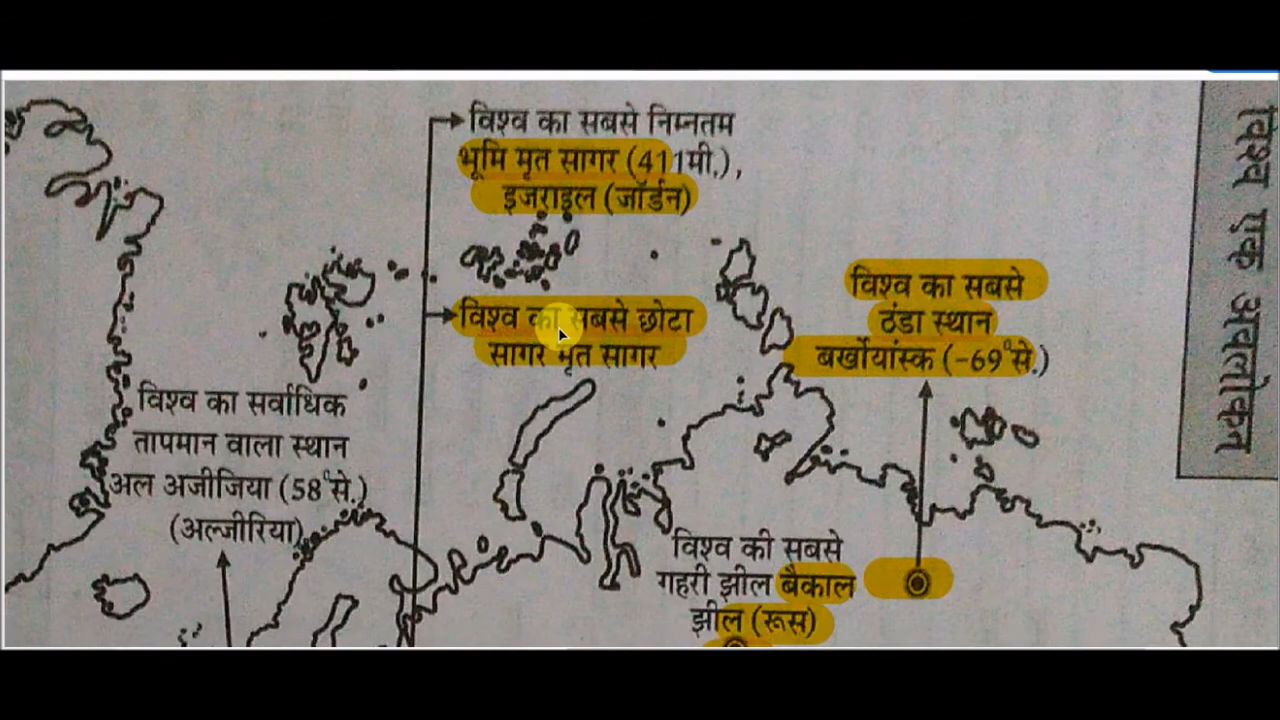 विश्व का सबसे निम्नतम
भूमि मृत सागर (411मी.),
इजराइल (जॉर्डन)
विश्व का सबसे छोटा
सागर मृत सागर
विश्व का सबसे
ठंडा स्थान
बर्खोयांस्क (-69°से.)
विश्व का सर्वाधिक
तापमान वाला स्थान
अल अजीजिया (58°से.)
(अल्जीरिया)
विश्व की सबसे
गहरी झील बैकाल
झील (रूस)
विश्व एक अवलोकन